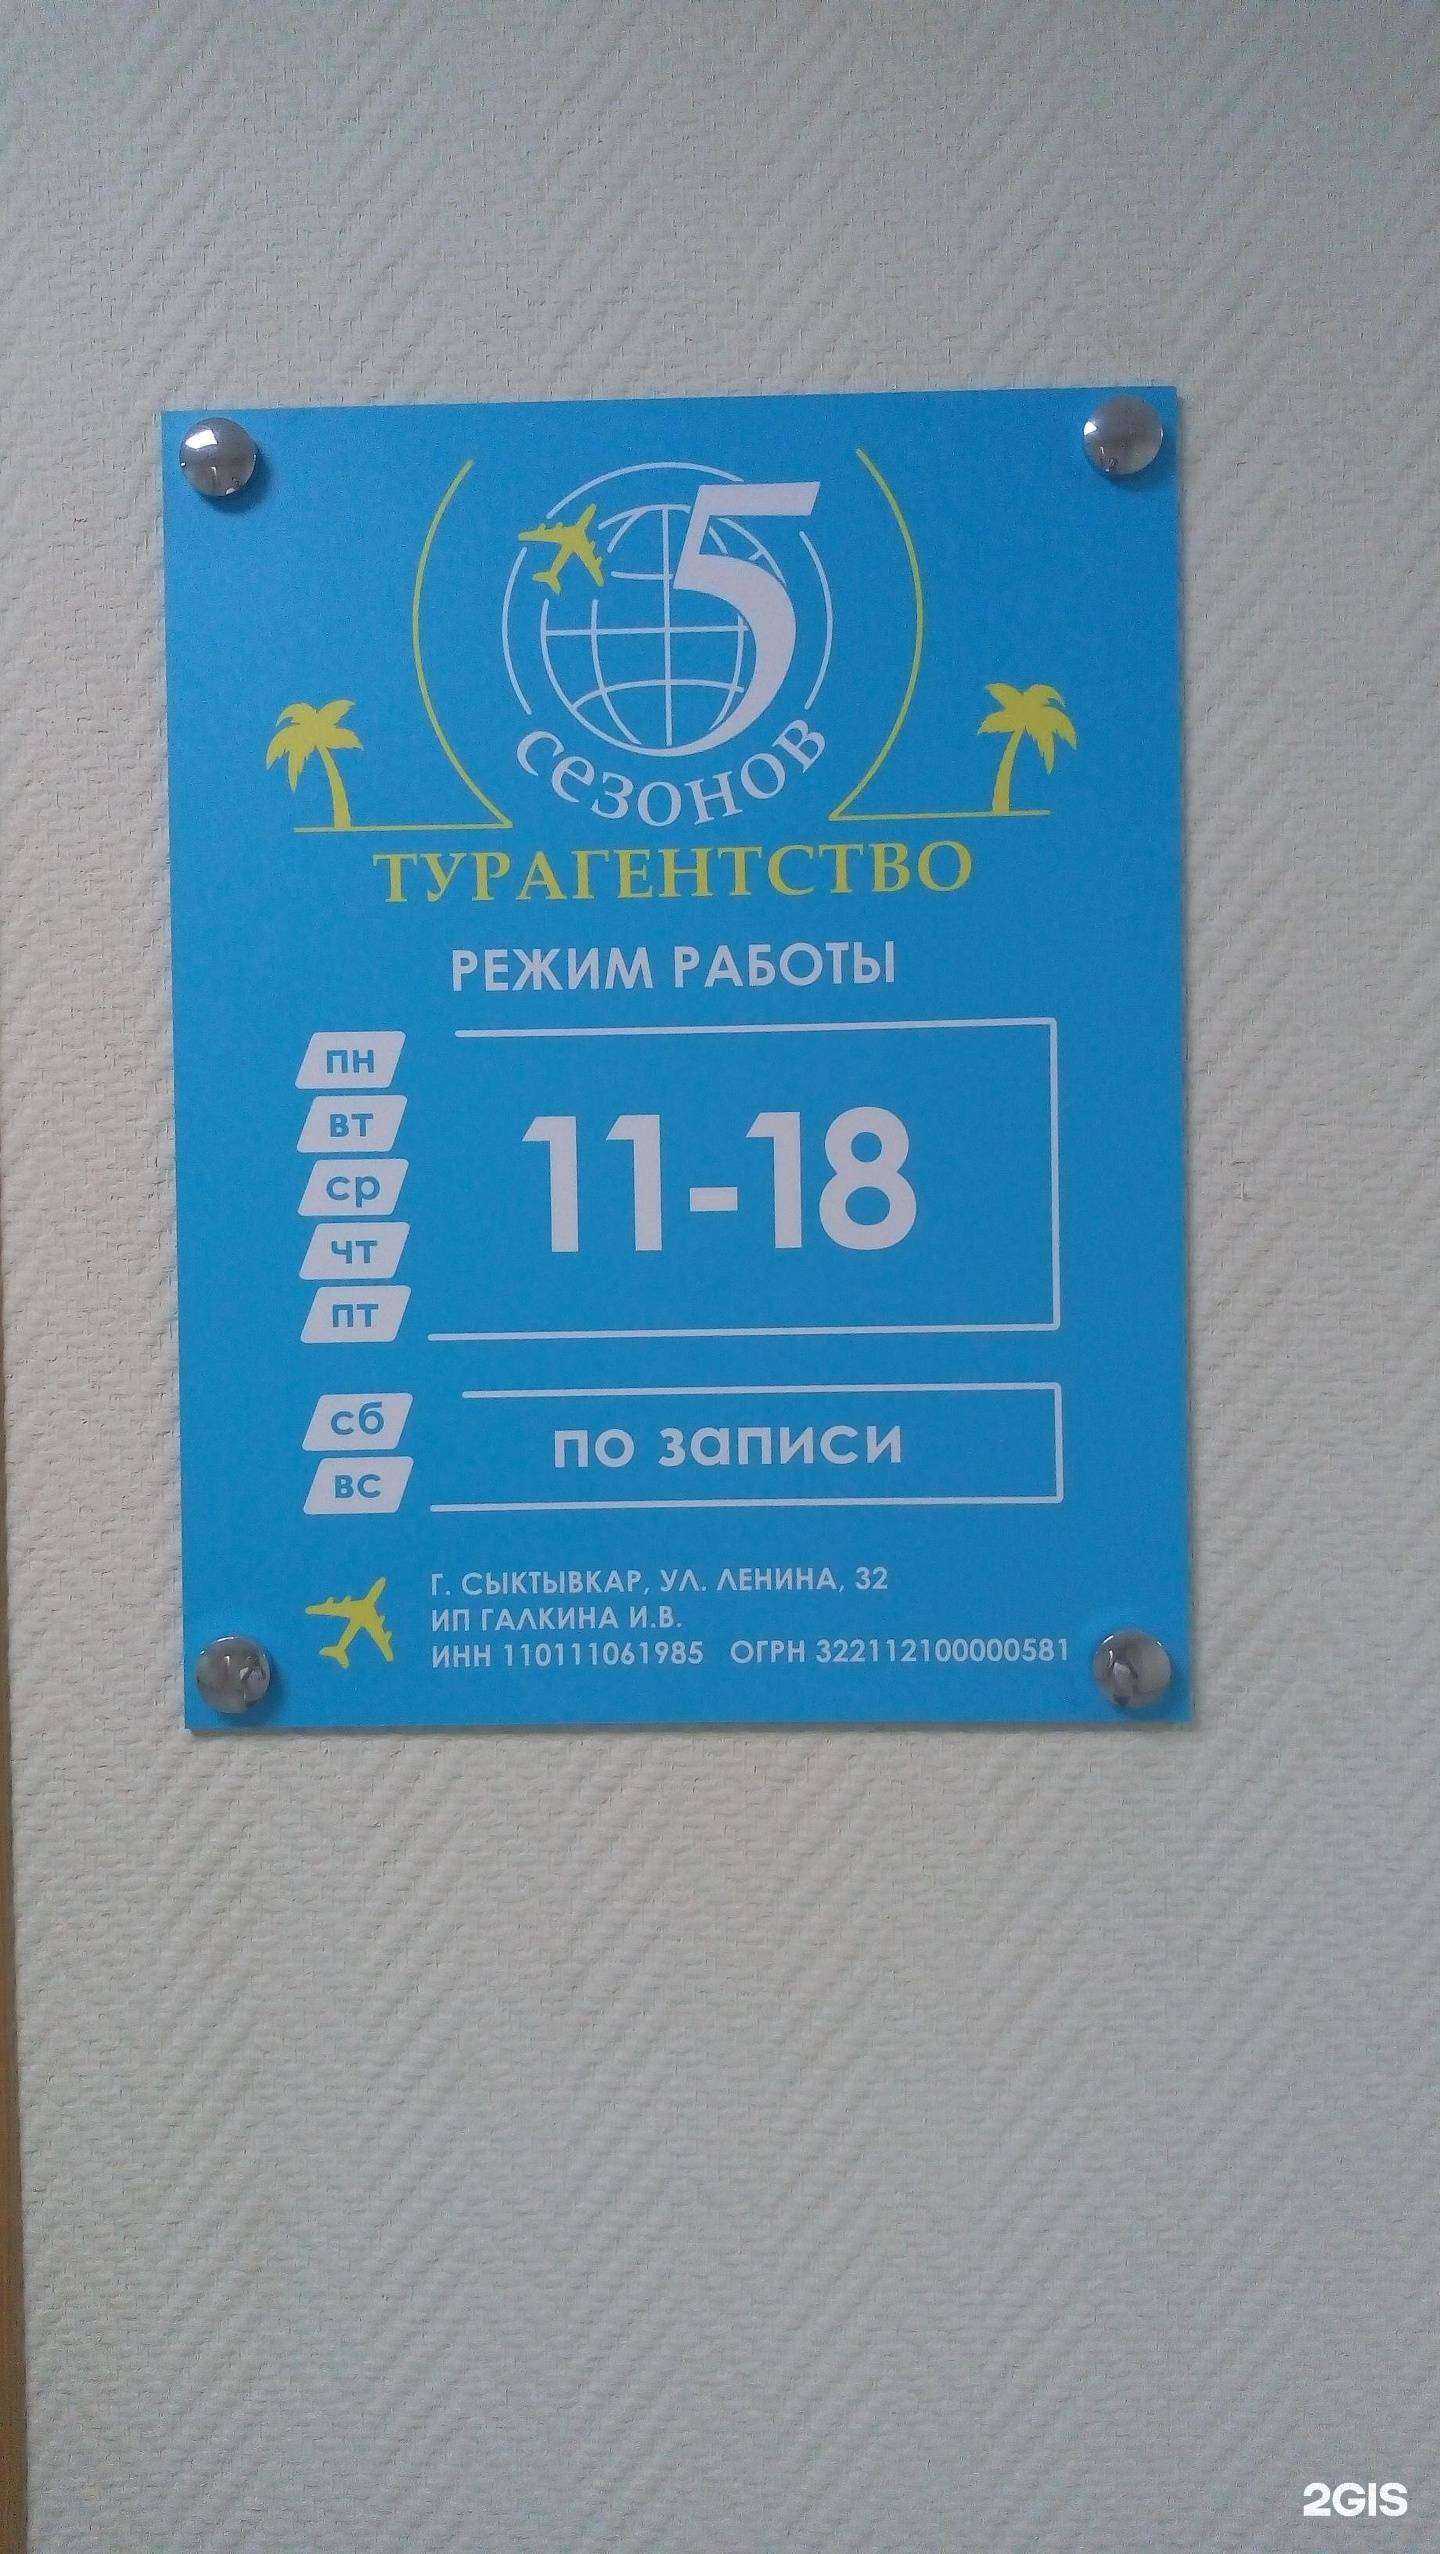 5
сезонов
ТУРАГЕНТСТВО
РЕЖИМ РАБОТЫ
пн
вт
ср
чт
пт
11-18
сб
вс
по записи
Г. СЫКТЫВКАР, УЛ. ЛЕНИНА, 32
ИП ГАЛКИНА И.В.
ИНН 110111061985 ОГРН 322112100000581
2GIS